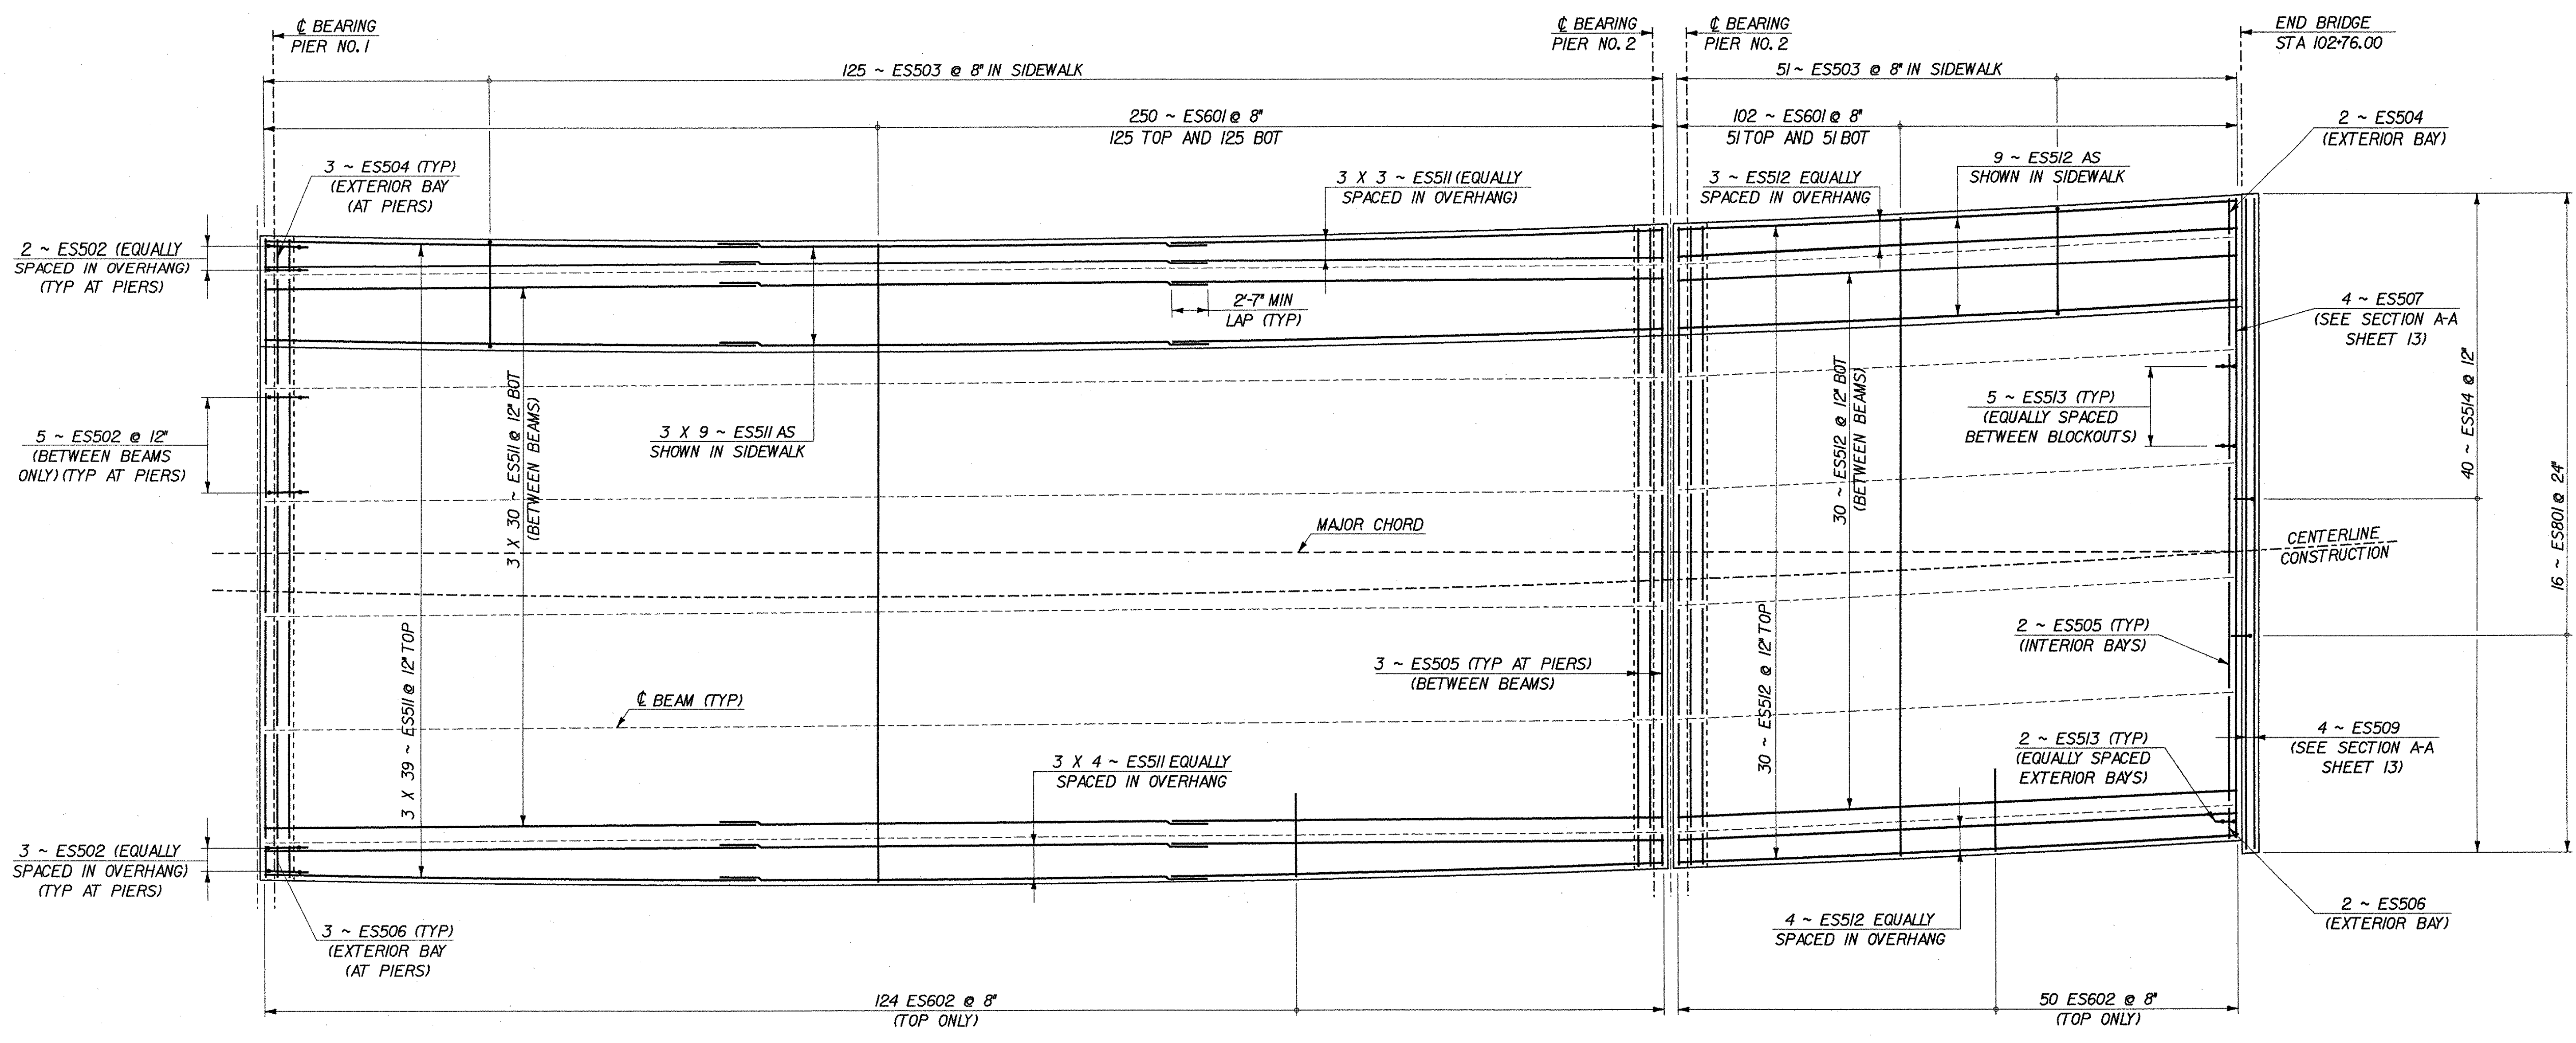 ℄ BEARING
PIER NO. 1
℄ BEARING
PIER NO. 2
℄ BEARING
PIER NO. 2
END BRIDGE
STA 102+76.00
125 ~ ES503 @ 8" IN SIDEWALK
51 ~ ES503 @ 8" IN SIDEWALK
250 ~ ES601 @ 8"
125 TOP AND 125 BOT
102 ~ ES601 @ 8"
51 TOP AND 51 BOT
2 ~ ES504
(EXTERIOR BAY)
3 ~ ES504 (TYP)
(EXTERIOR BAY
(AT PIERS)
3 X 3 ~ ES511 (EQUALLY
SPACED IN OVERHANG)
3 ~ ES512 EQUALLY
SPACED IN OVERHANG
9 ~ ES512 AS
SHOWN IN SIDEWALK
2 ~ ES502 (EQUALLY
SPACED IN OVERHANG)
(TYP AT PIERS)
2'-7" MIN
LAP (TYP)
4 ~ ES507
(SEE SECTION A-A
SHEET 13)
5 ~ ES502 @ 12"
(BETWEEN BEAMS
ONLY) (TYP AT PIERS)
3 X 30 ~ ES511 @ 12" BOT
(BETWEEN BEAMS)
3 X 9 ~ ES511 AS
SHOWN IN SIDEWALK
30 ~ ES512 @ 12" BOT
(BETWEEN BEAMS)
5 ~ ES513 (TYP)
(EQUALLY SPACED
BETWEEN BLOCKOUTS)
40 ~ ES514 @ 12"
16 ~ ES801 @ 24"
MAJOR CHORD
CENTERLINE
CONSTRUCTION
3 X 39 ~ ES511 @ 12" TOP
30 ~ ES512 @ 12" TOP
2 ~ ES505 (TYP)
(INTERIOR BAYS)
3 ~ ES505 (TYP AT PIERS)
(BETWEEN BEAMS)
℄ BEAM (TYP)
3 X 4 ~ ES511 EQUALLY
SPACED IN OVERHANG
2 ~ ES513 (TYP)
(EQUALLY SPACED
EXTERIOR BAYS)
4 ~ ES509
(SEE SECTION A-A
SHEET 13)
3 ~ ES502 (EQUALLY
SPACED IN OVERHANG)
(TYP AT PIERS)
3 ~ ES506 (TYP)
(EXTERIOR BAY
(AT PIERS)
4 ~ ES512 EQUALLY
SPACED IN OVERHANG
2 ~ ES506
(EXTERIOR BAY)
124 ES602 @ 8"
(TOP ONLY)
50 ES602 @ 8"
(TOP ONLY)